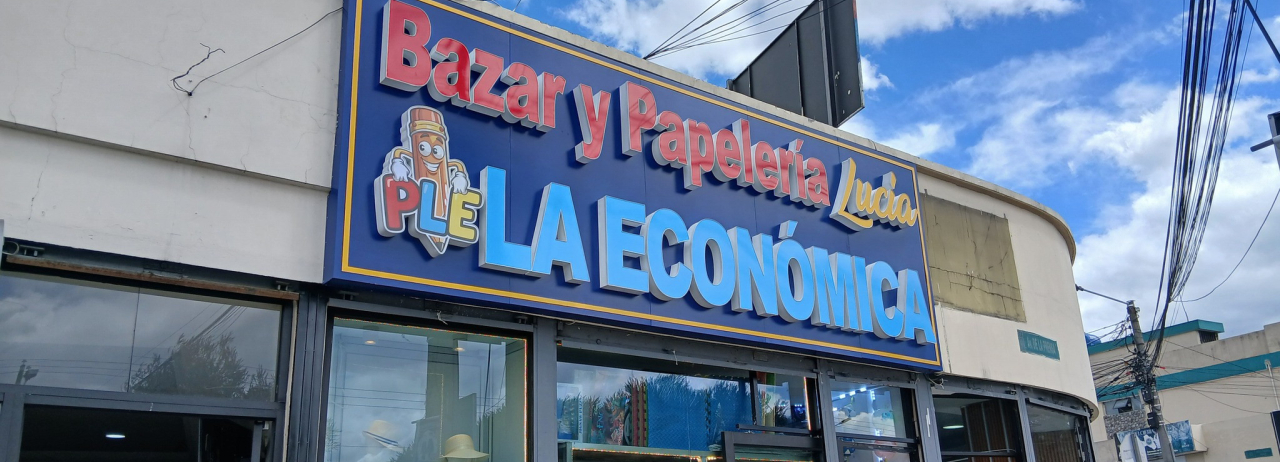 Bazar y Papelería Lucia
PLE
LA ECONÓMICA